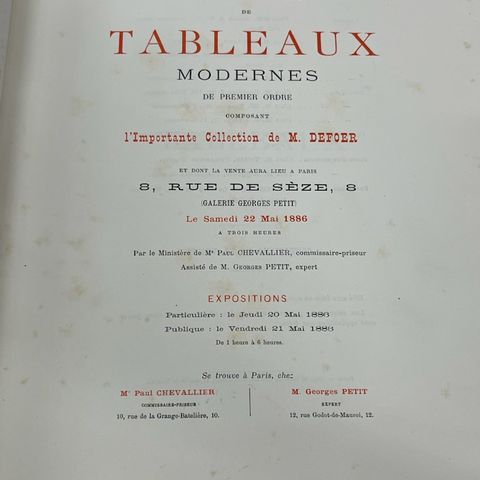 DE
TABLEAUX
MODERNES
DE PREMIER ORDRE
COMPOSANT
l'Importante Collection de M. DEFOER
ET DONT LA VENTE AURA LIEU A PARIS
8, RUE DE SÈZE, 8
(GALERIE GEORGES PETIT)
Le Samedi 22 Mai 1886
A TROIS HEURES
Par le Ministère de Me PAUL CHEVALLIER, commissaire-priseur
Assisté de M. GEORGES PETIT, expert
EXPOSITIONS
Particulière : le Jeudi 20 Mai 1886
Publique : le Vendredi 21 Mai 1886
De 1 heure à 6 heures.
Se trouve à Paris, chez
Me Paul CHEVALLIER
COMMISSAIRE-PRISEUR
10, rue de la Grange-Batelière, 10.
M. Georges PETIT
EXPERT
12, rue Godot-de-Mauroi, 12.